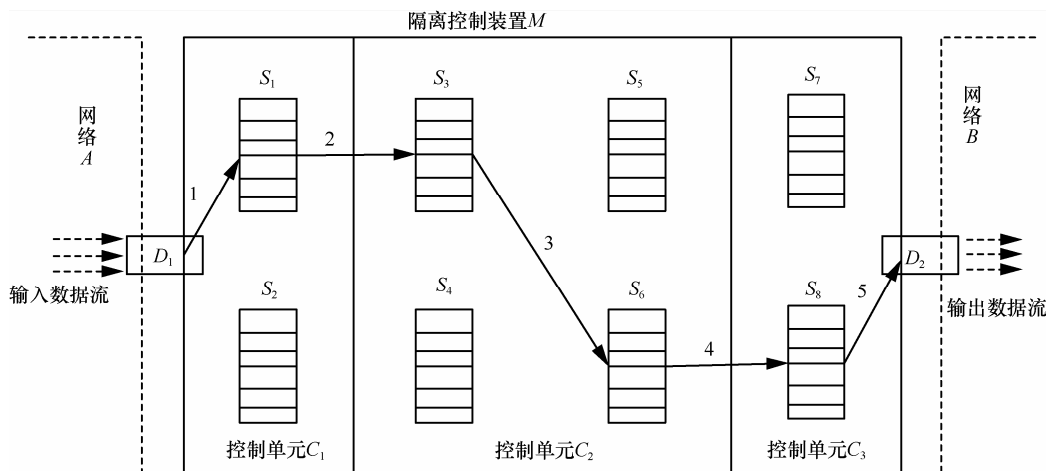 隔离控制装置M
网络A
网络B
S1
S3
S5
S7
1
2
3
D1
D2
输入数据流
输出数据流
S2
S4
S6
S8
4
5
控制单元C1
控制单元C2
控制单元C3